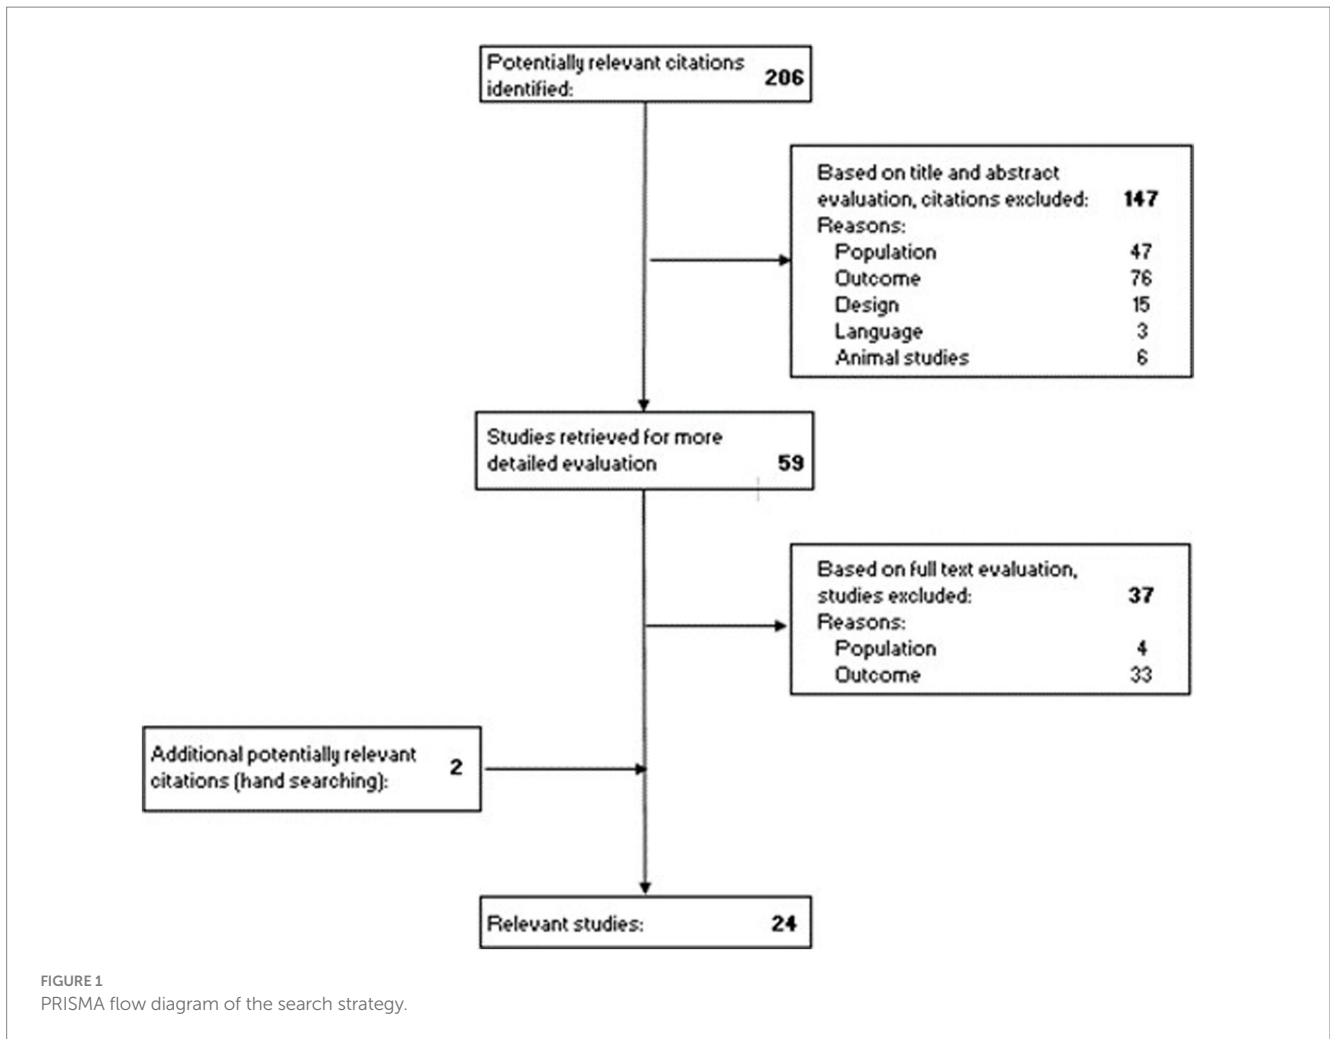 Potentially relevant citations
identified: 206
Based on title and abstract
evaluation, citations excluded: 147
Reasons:
Population 47
Outcome 76
Design 15
Language 3
Animal studies 6
Studies retrieved for more
detailed evaluation 59
Based on full text evaluation,
studies excluded: 37
Reasons:
Population 4
Outcome 33
Additional potentially relevant
citations (hand searching): 2
Relevant studies: 24
FIGURE 1
PRISMA flow diagram of the search strategy.